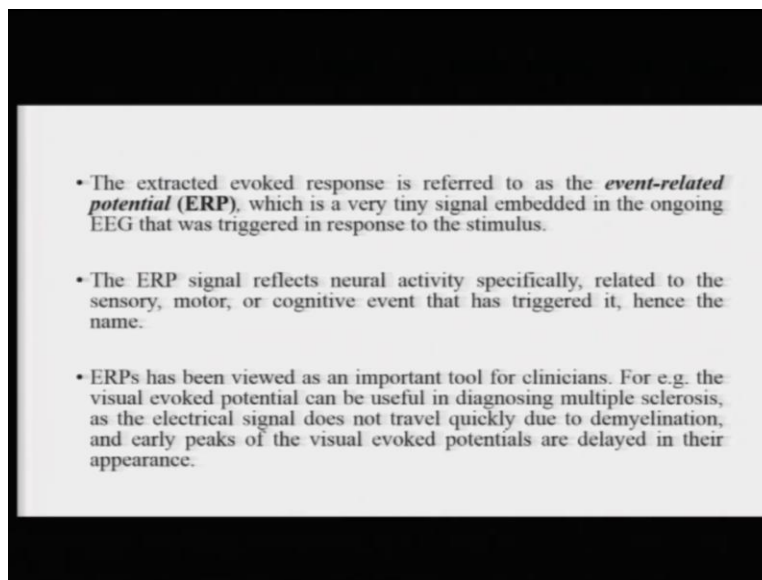 • The extracted evoked response is referred to as the event-related
potential (ERP), which is a very tiny signal embedded in the ongoing
EEG that was triggered in response to the stimulus.
• The ERP signal reflects neural activity specifically, related to the
sensory, motor, or cognitive event that has triggered it, hence the
name.
• ERPs has been viewed as an important tool for clinicians. For e.g. the
visual evoked potential can be useful in diagnosing multiple sclerosis,
as the electrical signal does not travel quickly due to demyelination,
and early peaks of the visual evoked potentials are delayed in their
appearance.